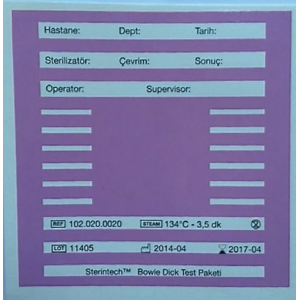 Hastane: Dept: Tarih:
Sterilizatör: Çevrim: Sonuç:
Operator: Supervisor:
REF 102.020.0020 STEAM 134°C - 3,5 dk
LOT 11405 2014-04 2017-04
Sterintech™ Bowie Dick Test Paketi